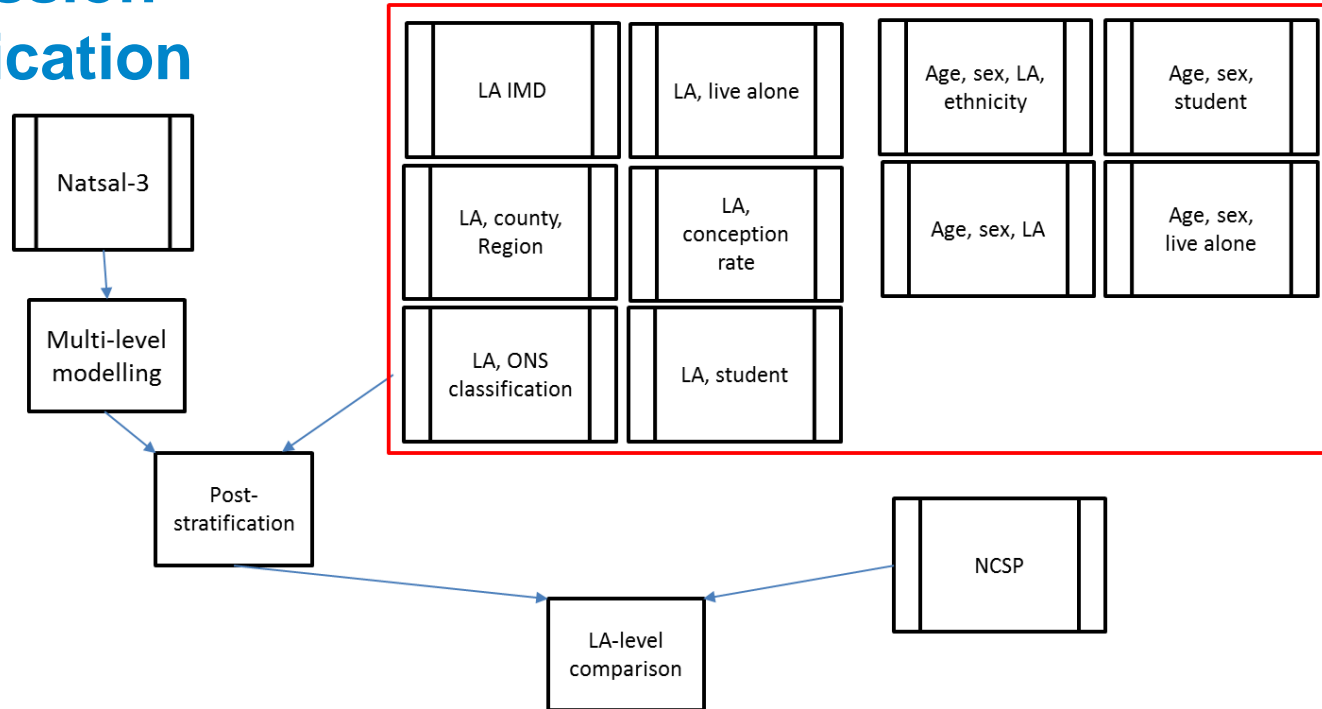 ication
LA IMD
LA, live alone
Age, sex, LA,
ethnicity
Age, sex,
student
Natsal-3
LA, county,
Region
LA,
conception
rate
Age, sex, LA
Age, sex,
live alone
Multi-level
modelling
LA, ONS
classification
LA, student
Post-
stratification
NCSP
LA-level
comparison